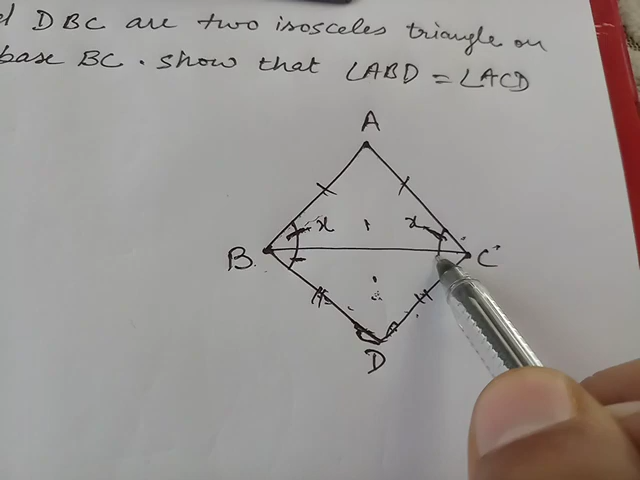 DBC are two isosceles triangle on
base BC. show that ∠ABD = ∠ACD
A
x x
B C
D